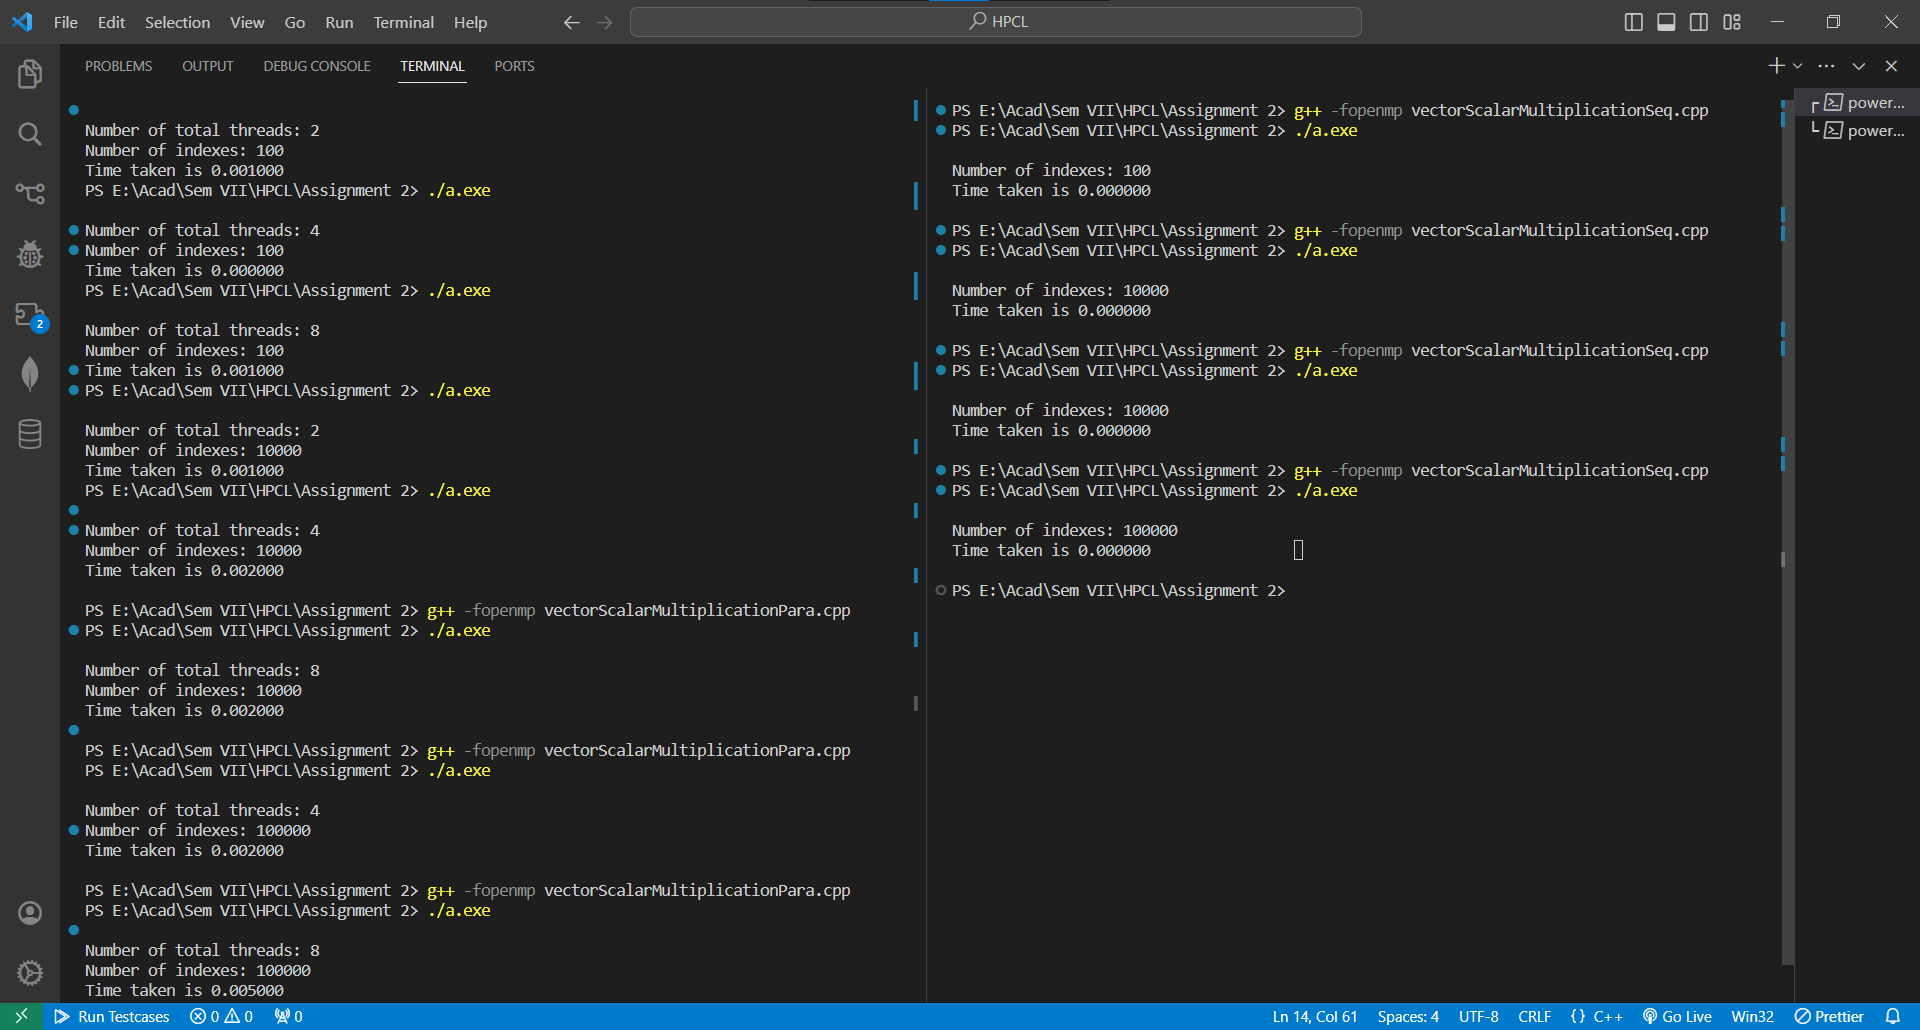 File Edit Selection View Go Run Terminal Help
HPCL
PROBLEMS OUTPUT DEBUG CONSOLE TERMINAL PORTS
Number of total threads: 2
Number of indexes: 100
Time taken is 0.001000
PS E:\Acad\Sem VII\HPCL\Assignment 2> ./a.exe
Number of total threads: 4
Number of indexes: 100
Time taken is 0.000000
PS E:\Acad\Sem VII\HPCL\Assignment 2> ./a.exe
Number of total threads: 8
Number of indexes: 100
Time taken is 0.001000
PS E:\Acad\Sem VII\HPCL\Assignment 2> ./a.exe
Number of total threads: 2
Number of indexes: 10000
Time taken is 0.001000
PS E:\Acad\Sem VII\HPCL\Assignment 2> ./a.exe
Number of total threads: 4
Number of indexes: 10000
Time taken is 0.002000
PS E:\Acad\Sem VII\HPCL\Assignment 2> g++ -fopenmp vectorScalarMultiplicationPara.cpp
PS E:\Acad\Sem VII\HPCL\Assignment 2> ./a.exe
Number of total threads: 8
Number of indexes: 10000
Time taken is 0.002000
PS E:\Acad\Sem VII\HPCL\Assignment 2> g++ -fopenmp vectorScalarMultiplicationPara.cpp
PS E:\Acad\Sem VII\HPCL\Assignment 2> ./a.exe
Number of total threads: 4
Number of indexes: 100000
Time taken is 0.002000
PS E:\Acad\Sem VII\HPCL\Assignment 2> g++ -fopenmp vectorScalarMultiplicationPara.cpp
PS E:\Acad\Sem VII\HPCL\Assignment 2> ./a.exe
Number of total threads: 8
Number of indexes: 100000
Time taken is 0.005000
PS E:\Acad\Sem VII\HPCL\Assignment 2> g++ -fopenmp vectorScalarMultiplicationSeq.cpp
PS E:\Acad\Sem VII\HPCL\Assignment 2> ./a.exe
Number of indexes: 100
Time taken is 0.000000
PS E:\Acad\Sem VII\HPCL\Assignment 2> g++ -fopenmp vectorScalarMultiplicationSeq.cpp
PS E:\Acad\Sem VII\HPCL\Assignment 2> ./a.exe
Number of indexes: 10000
Time taken is 0.000000
PS E:\Acad\Sem VII\HPCL\Assignment 2> g++ -fopenmp vectorScalarMultiplicationSeq.cpp
PS E:\Acad\Sem VII\HPCL\Assignment 2> ./a.exe
Number of indexes: 10000
Time taken is 0.000000
PS E:\Acad\Sem VII\HPCL\Assignment 2> g++ -fopenmp vectorScalarMultiplicationSeq.cpp
PS E:\Acad\Sem VII\HPCL\Assignment 2> ./a.exe
Number of indexes: 100000
Time taken is 0.000000
PS E:\Acad\Sem VII\HPCL\Assignment 2>
power...
power...
2
Run Testcases 0 0 0 Ln 14, Col 61 Spaces: 4 UTF-8 CRLF {} C++ Go Live Win32 Prettier